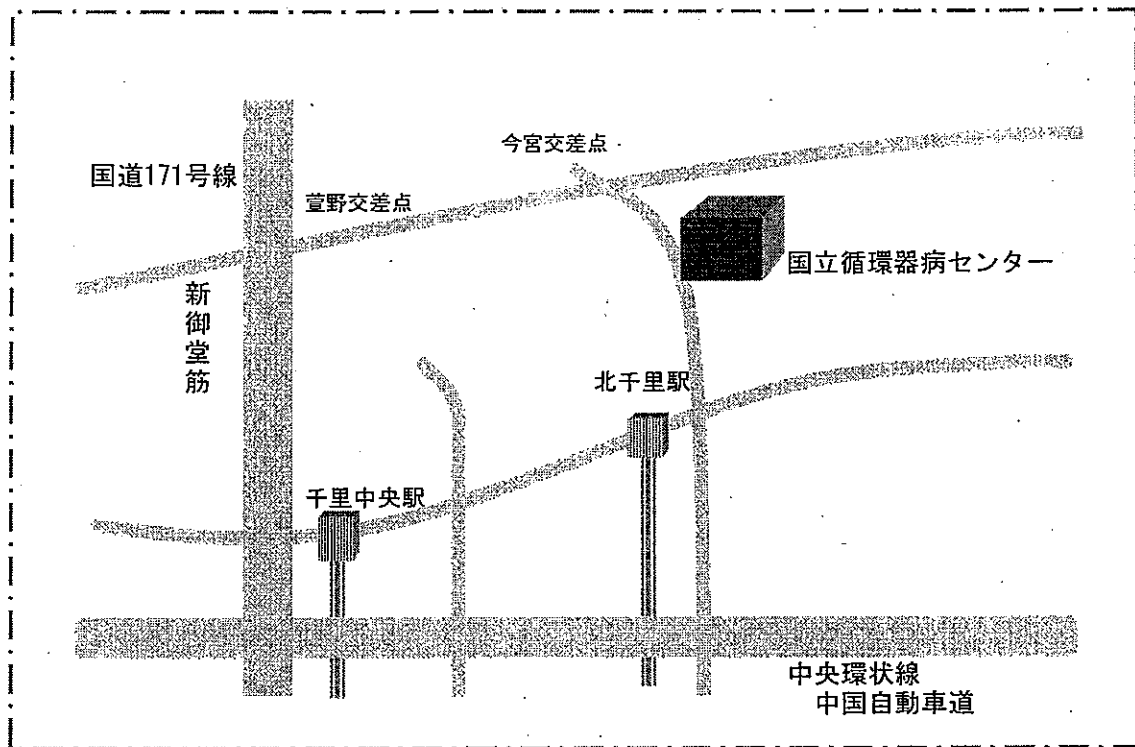 今宮交差点
国道171号線
萱野交差点
国立循環器病センター
新御堂筋
北千里駅
千里中央駅
中央環状線
中国自動車道